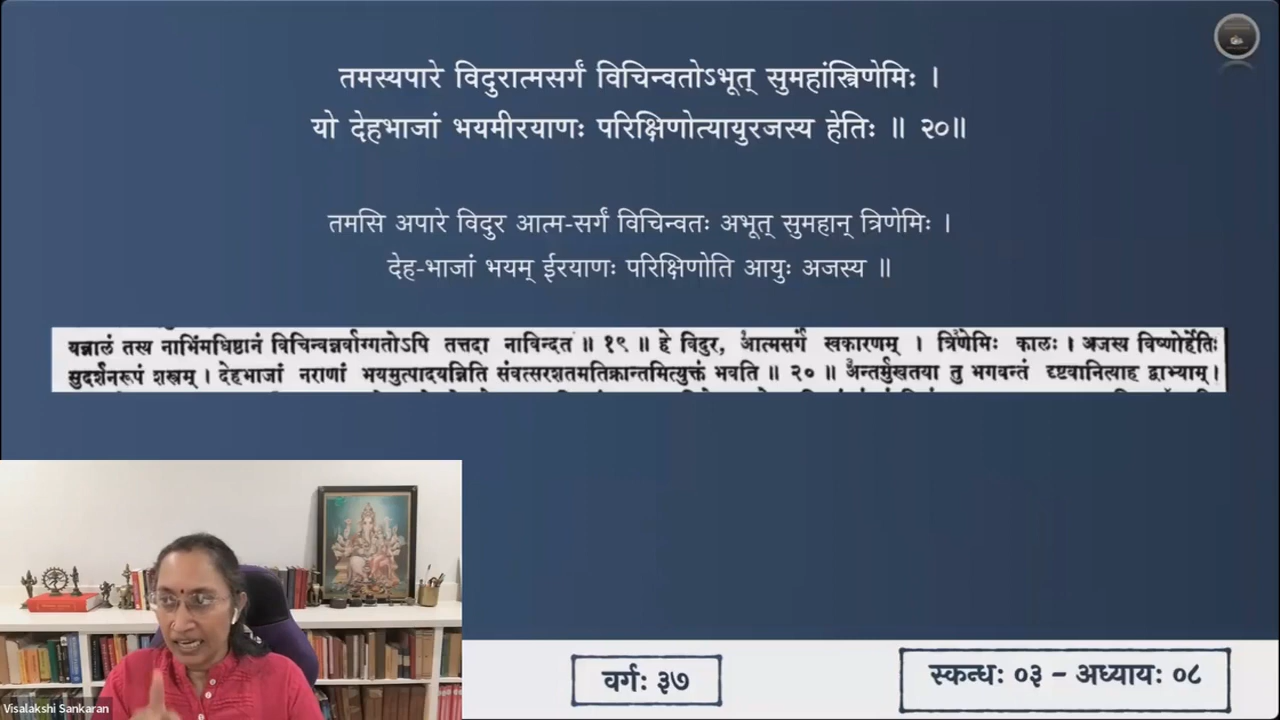 तमस्यपारे विदुरात्मसर्गं विचिन्वतोऽभूत् सुमहांस्त्रिणेमिः ।
यो देहभाजां भयमीरयाणः परिक्षिणोत्यायुरजस्य हेतिः ॥ २०॥
तमसि अपारे विदुर आत्म-सर्गं विचिन्वतः अभूत् सुमहान् त्रिणेमिः ।
देह-भाजां भयम् ईरयाणः परिक्षिणोति आयुः अजस्य ॥
यन्नालं तस्य नाभिंमधिष्ठानं विचिन्वन्नर्वाग्गतोऽपि तत्तदा नाविन्दत ॥ १९ ॥ हे विदुर, आत्मसर्गं स्वकारणम् । त्रिणेमिः कालः । अजस्य विष्णोर्हेतिः
सुदर्शनरूपं शस्त्रम् । देहभाजां नराणां भयमुत्पादयन्निति संवत्सरशतमतिक्रान्तमित्युक्तं भवति ॥ २० ॥ अन्तर्मुखतया तु भगवन्तं दृष्टवानित्याह द्वाभ्याम् ।
Visalakshi Sankaran
वर्गः ३७
स्कन्धः ०३ – अध्यायः ०८